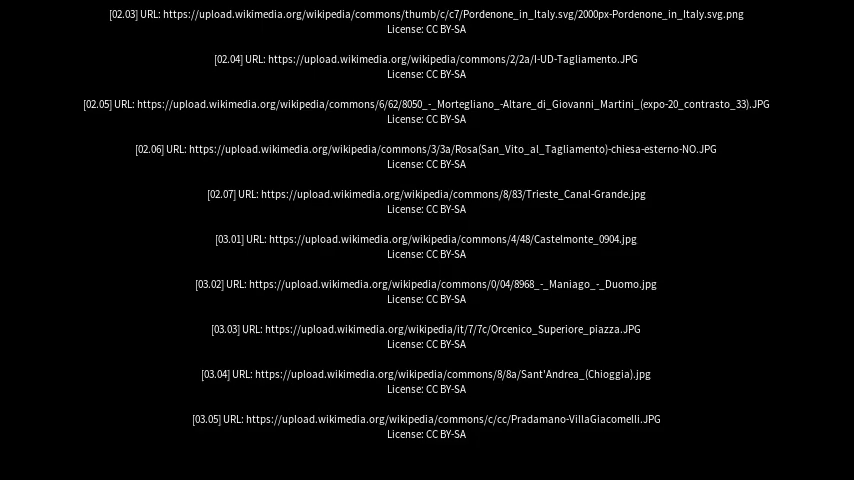 [02.03] URL: https://upload.wikimedia.org/wikipedia/commons/thumb/c/c7/Pordenone_in_Italy.svg/2000px-Pordenone_in_Italy.svg.png
License: CC BY-SA
[02.04] URL: https://upload.wikimedia.org/wikipedia/commons/2/2a/I-UD-Tagliamento.JPG
License: CC BY-SA
[02.05] URL: https://upload.wikimedia.org/wikipedia/commons/6/62/8050_-_Mortegliano_-Altare_di_Giovanni_Martini_(expo-20_contrasto_33).JPG
License: CC BY-SA
[02.06] URL: https://upload.wikimedia.org/wikipedia/commons/3/3a/Rosa(San_Vito_al_Tagliamento)-chiesa-esterno-NO.JPG
License: CC BY-SA
[02.07] URL: https://upload.wikimedia.org/wikipedia/commons/8/83/Trieste_Canal-Grande.jpg
License: CC BY-SA
[03.01] URL: https://upload.wikimedia.org/wikipedia/commons/4/48/Castelmonte_0904.jpg
License: CC BY-SA
[03.02] URL: https://upload.wikimedia.org/wikipedia/commons/0/04/8968_-_Maniago_-_Duomo.jpg
License: CC BY-SA
[03.03] URL: https://upload.wikimedia.org/wikipedia/it/7/7c/Orcenico_Superiore_piazza.JPG
License: CC BY-SA
[03.04] URL: https://upload.wikimedia.org/wikipedia/commons/8/8a/Sant'Andrea_(Chioggia).jpg
License: CC BY-SA
[03.05] URL: https://upload.wikimedia.org/wikipedia/commons/c/cc/Pradamano-VillaGiacomelli.JPG
License: CC BY-SA